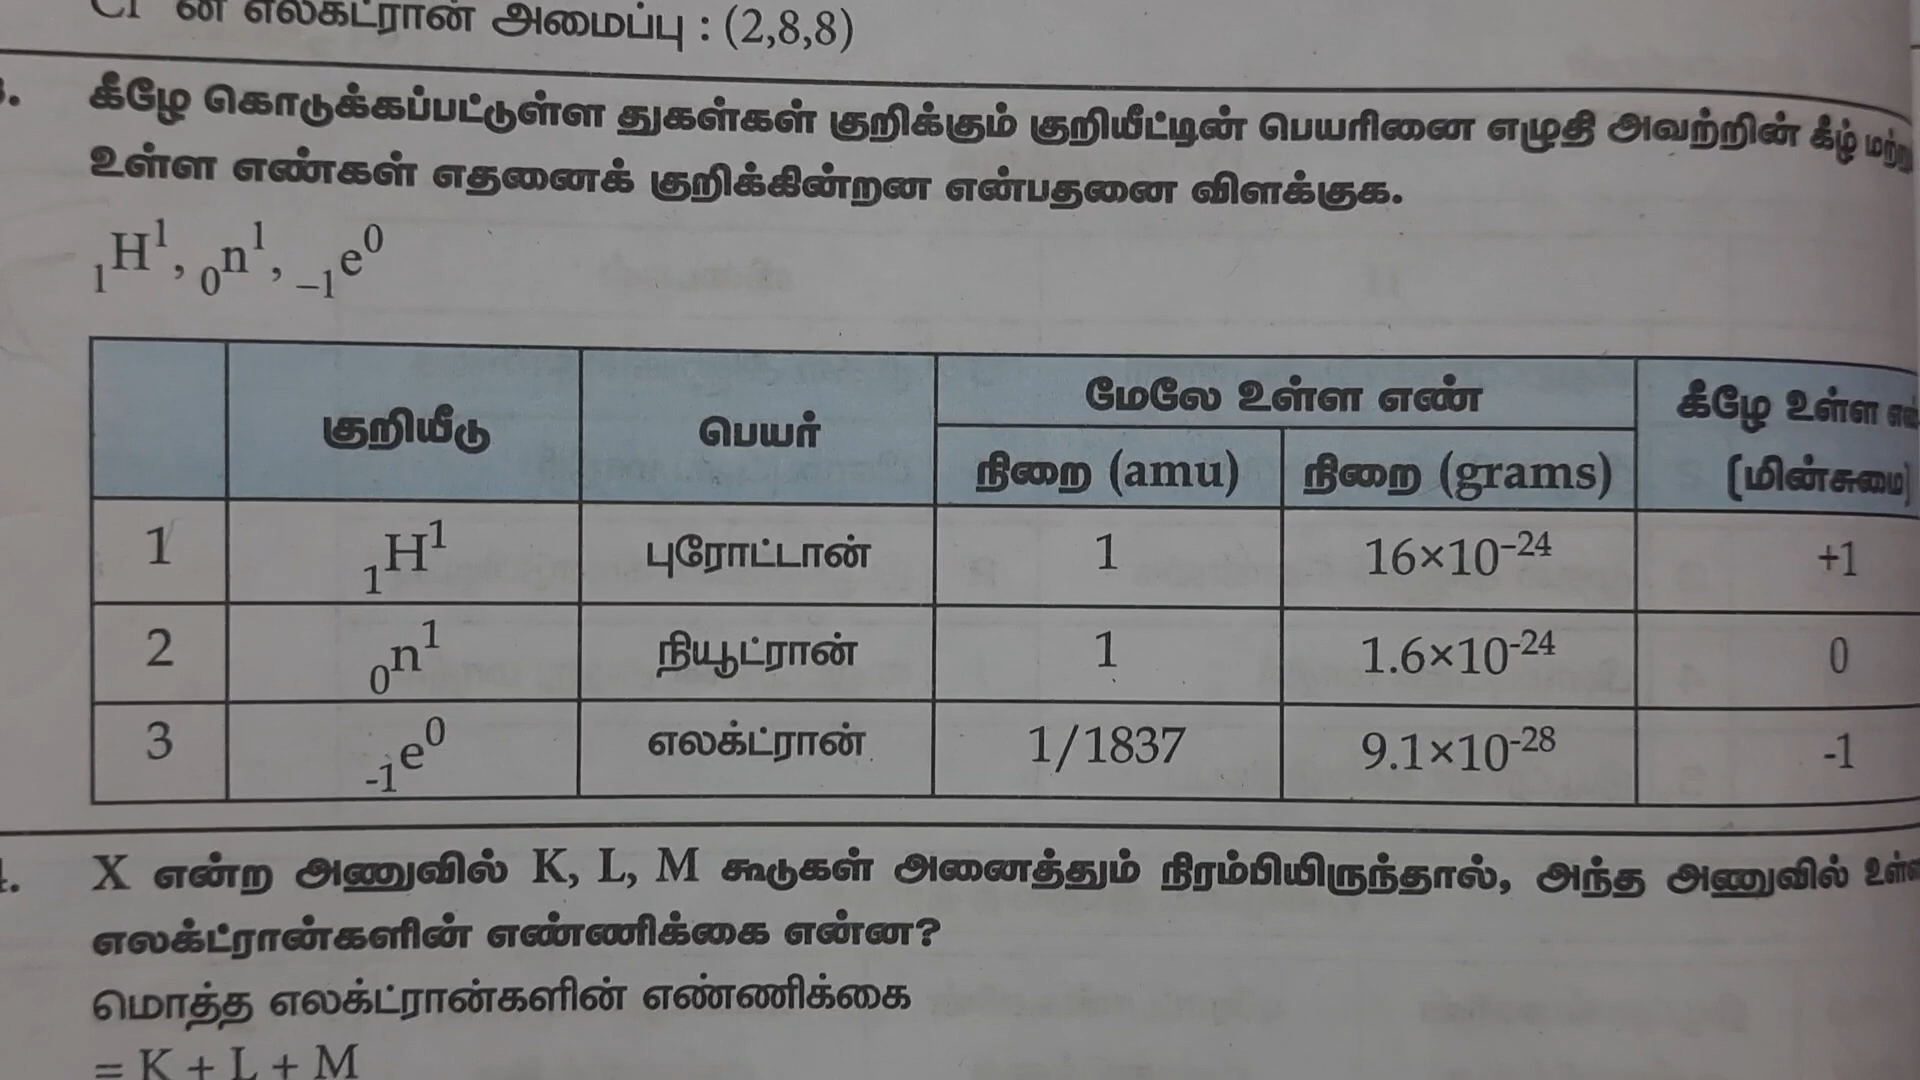 எலக்ட்ரான் அமைப்பு : (2,8,8)
கீழே கொடுக்கப்பட்டுள்ள துகள்கள் குறிக்கும் குறியீட்டின் பெயரினை எழுதி அவற்றின் கீழ்
உள்ள எண்கள் எதனைக் குறிக்கின்றன என்பதனை விளக்குக.
₁H¹, ₀n¹, ₋₁e⁰
குறியீடு பெயர் மேலே உள்ள எண் கீழே உள்ள
நிறை (amu) நிறை (grams) (மின்சுமை)
1 ₁H¹ புரோட்டான் 1 16×10⁻²⁴ +1
2 ₀n¹ நியூட்ரான் 1 1.6×10⁻²⁴ 0
3 ₋₁e⁰ எலக்ட்ரான் 1/1837 9.1×10⁻²⁸ -1
X என்ற அணுவில் K, L, M கூடுகள் அனைத்தும் நிரம்பியிருந்தால், அந்த அணுவில்
எலக்ட்ரான்களின் எண்ணிக்கை என்ன?
மொத்த எலக்ட்ரான்களின் எண்ணிக்கை
= K + L + M